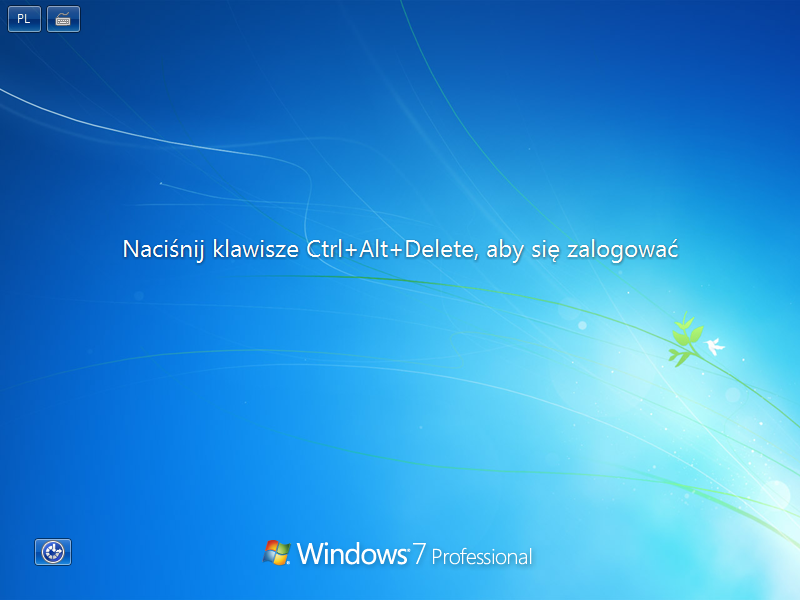 PL
Naciśnij klawisze Ctrl+Alt+Delete, aby się zalogować
Windows 7 Professional